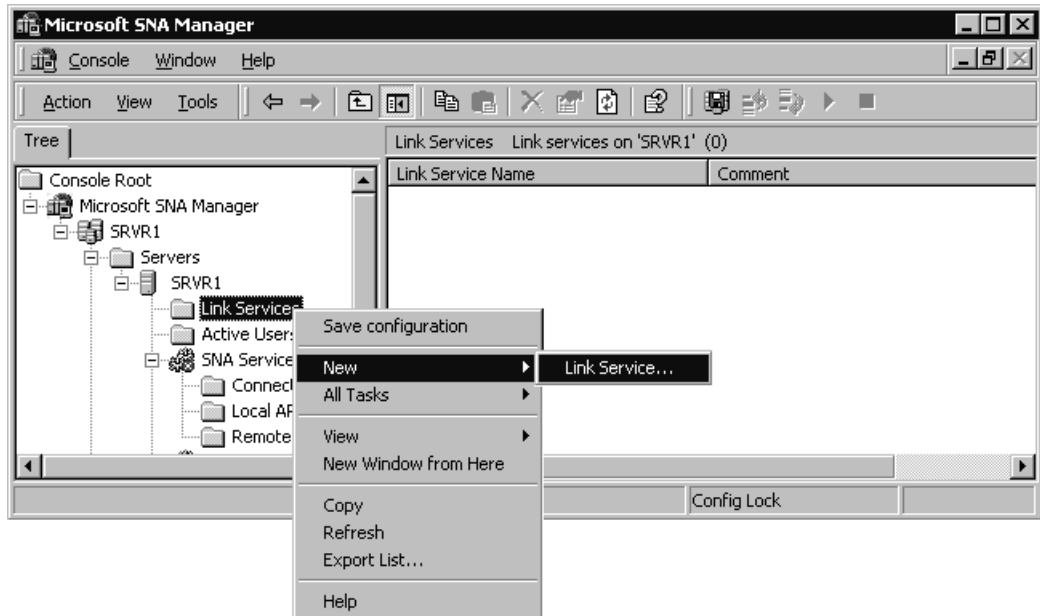 Microsoft SNA Manager
Console Window Help
Action View Tools
Tree
Link Services Link services on 'SRVR1' (0)
Link Service Name Comment
Console Root
Microsoft SNA Manager
SRVR1
Servers
SRVR1
Link Services
Active User
SNA Service
Connect
Local AP
Remote
Save configuration
New
Link Service...
All Tasks
View
New Window from Here
Copy
Refresh
Export List...
Help
Config Lock